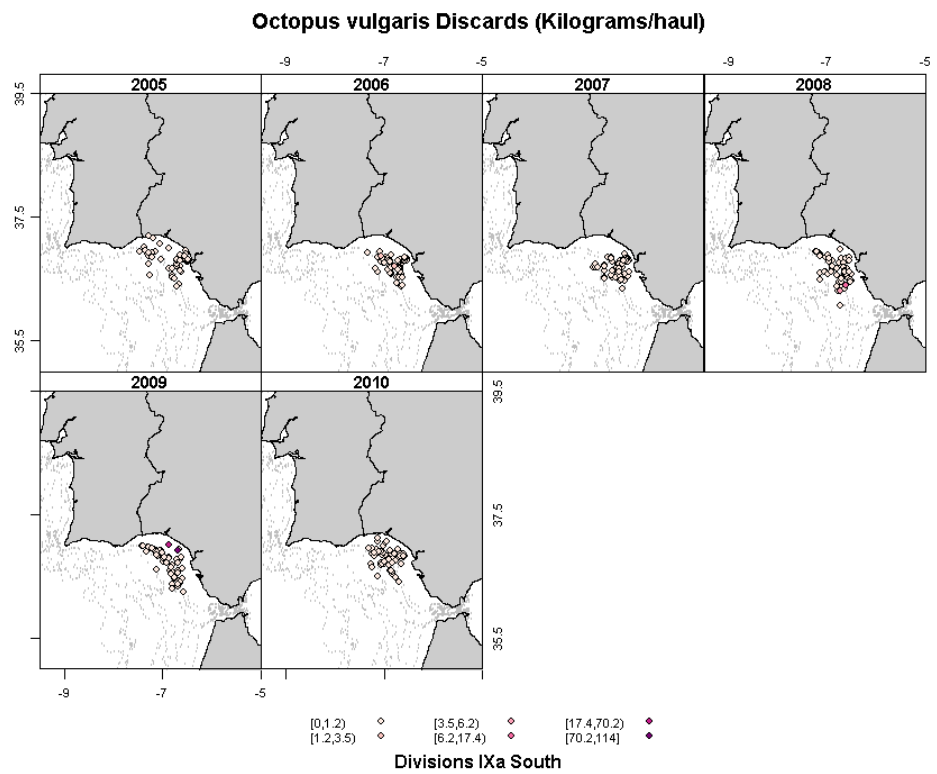 Octopus vulgaris Discards (Kilograms/haul)
-9 -7 -5 -9 -7 -5
2005 2006 2007 2008
39.5
37.5
35.5
2009 2010
39.5
37.5
35.5
-9 -7 -5
[0,1.2) [3.5,6.2) [17.4,70.2)
[1.2,3.5) [6.2,17.4) [70.2,114]
Divisions IXa South